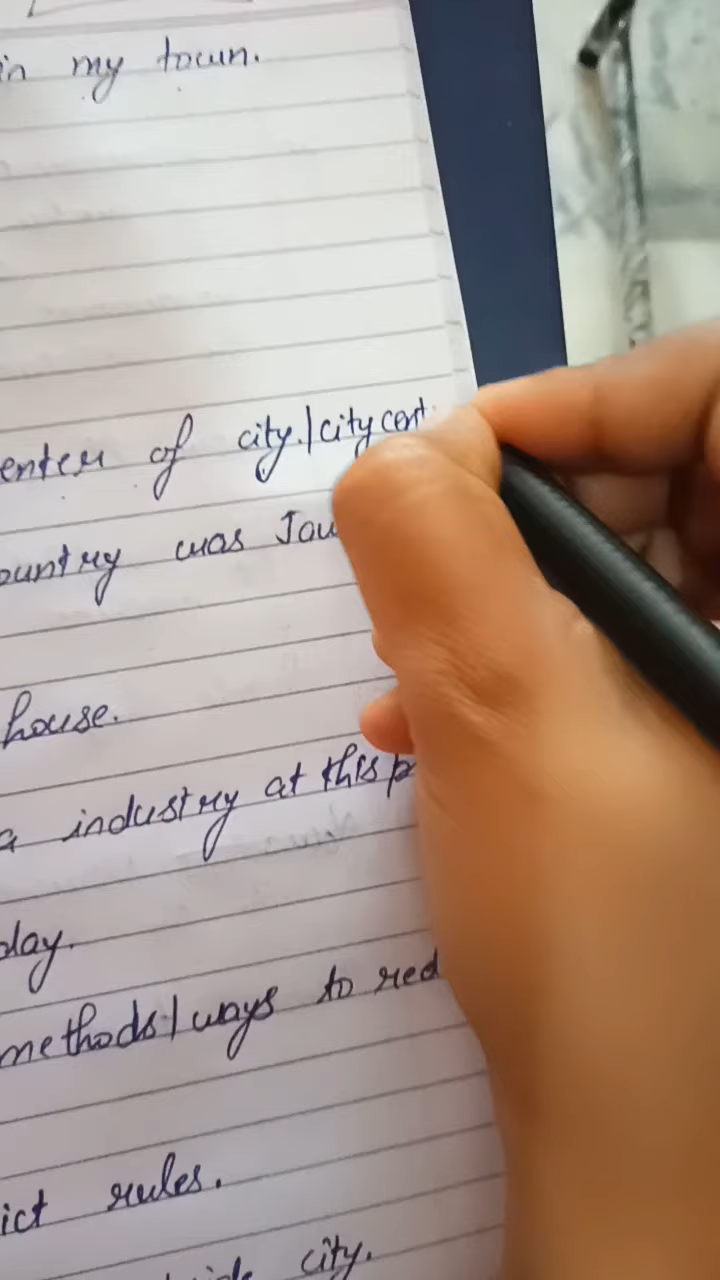 in my town.
enter of city./city cent
ountry was Jaw
house.
a industry at this p
day.
methods/ways to red
ict rules.
city.